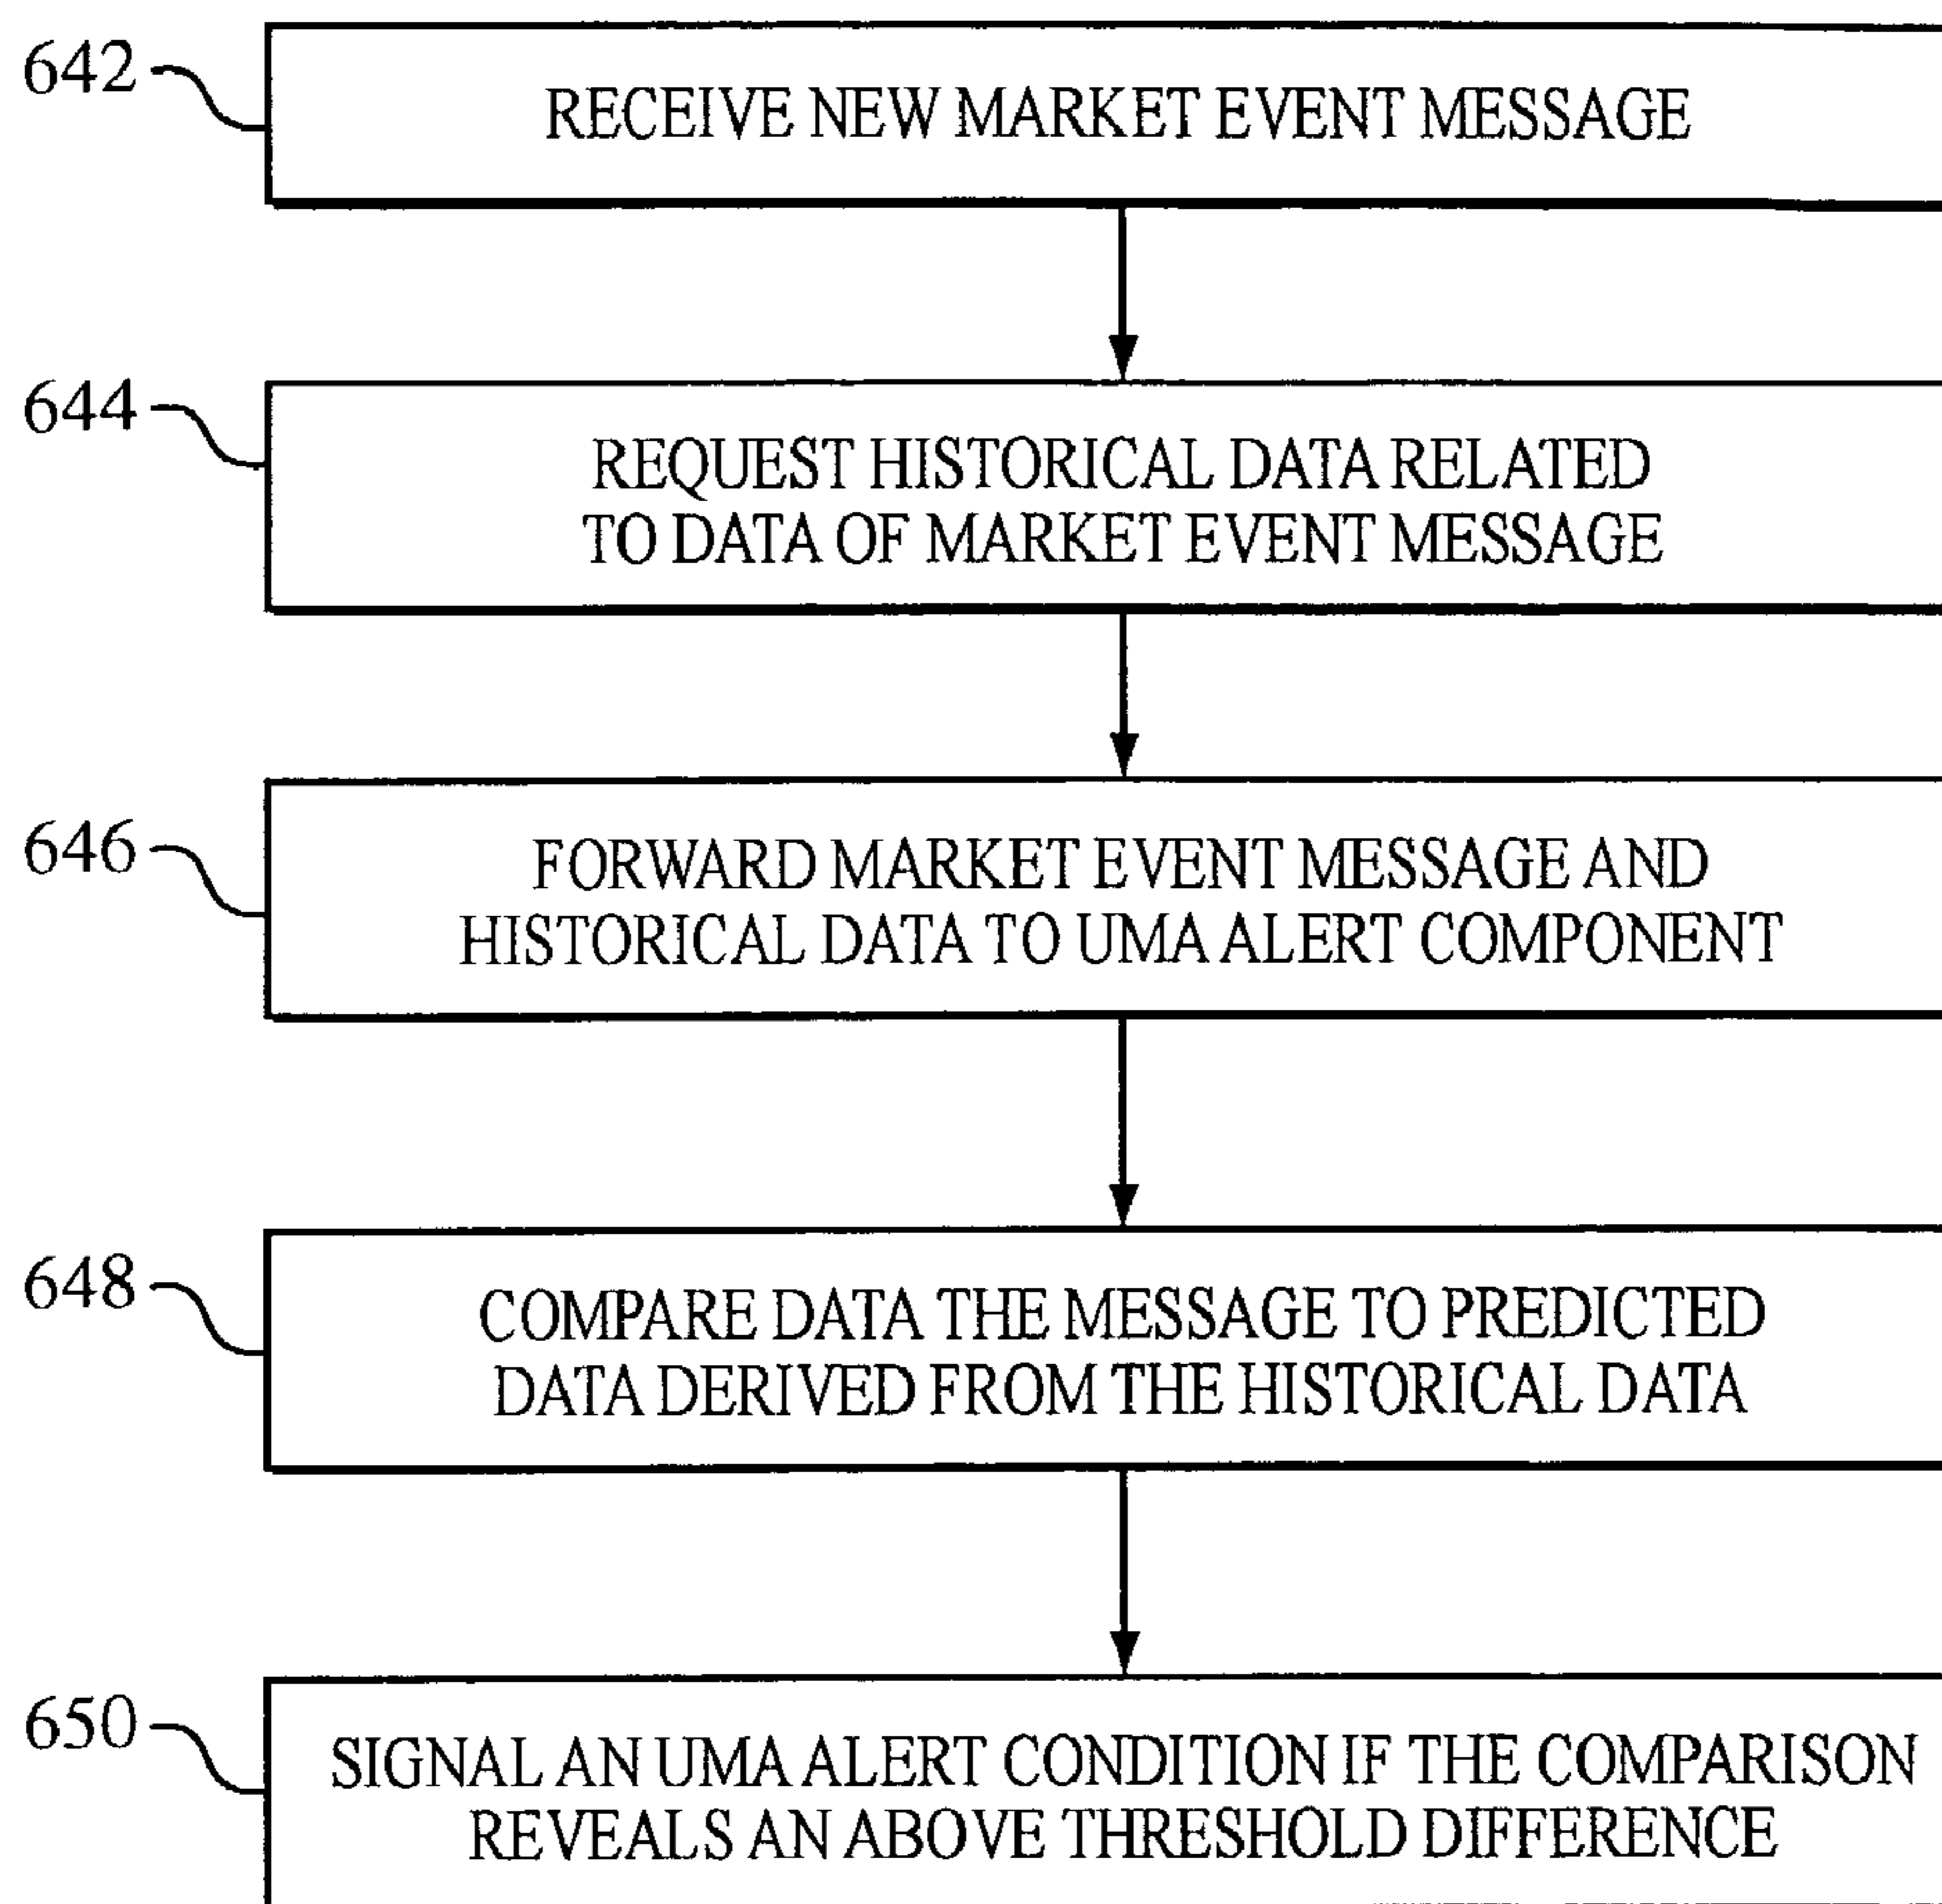 642
RECEIVE NEW MARKET EVENT MESSAGE
644
REQUEST HISTORICAL DATA RELATED
TO DATA OF MARKET EVENT MESSAGE
646
FORWARD MARKET EVENT MESSAGE AND
HISTORICAL DATA TO UMA ALERT COMPONENT
648
COMPARE DATA THE MESSAGE TO PREDICTED
DATA DERIVED FROM THE HISTORICAL DATA
650
SIGNAL AN UMA ALERT CONDITION IF THE COMPARISON
REVEALS AN ABOVE THRESHOLD DIFFERENCE